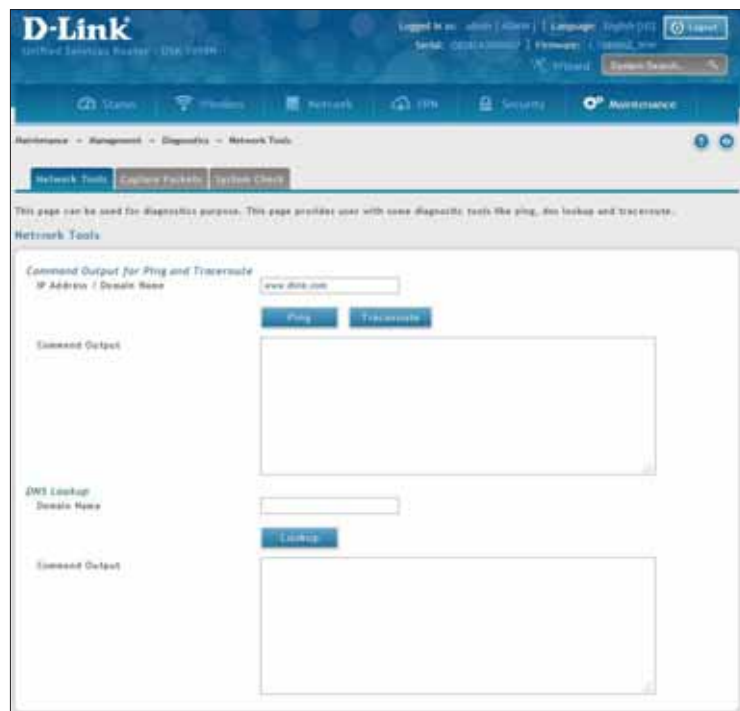 D-Link
Logged in as: admin ( ADMIN ) | Language: English [US]
Logout
Unified Services Router -
Serial: | Firmware:
Wizard
System Search...
Status
Wireless
Network
VPN
Security
Maintenance
Maintenance » Management » Diagnostics » Network Tools
Network Tools
Capture Packets
System Check
This page can be used for diagnostics purpose. This page provides user with some diagnostic tools like ping, dns lookup and traceroute.
Network Tools
Command Output for Ping and Traceroute
IP Address / Domain Name
www.dlink.com
Ping
Traceroute
Command Output
DNS Lookup
Domain Name
Lookup
Command Output